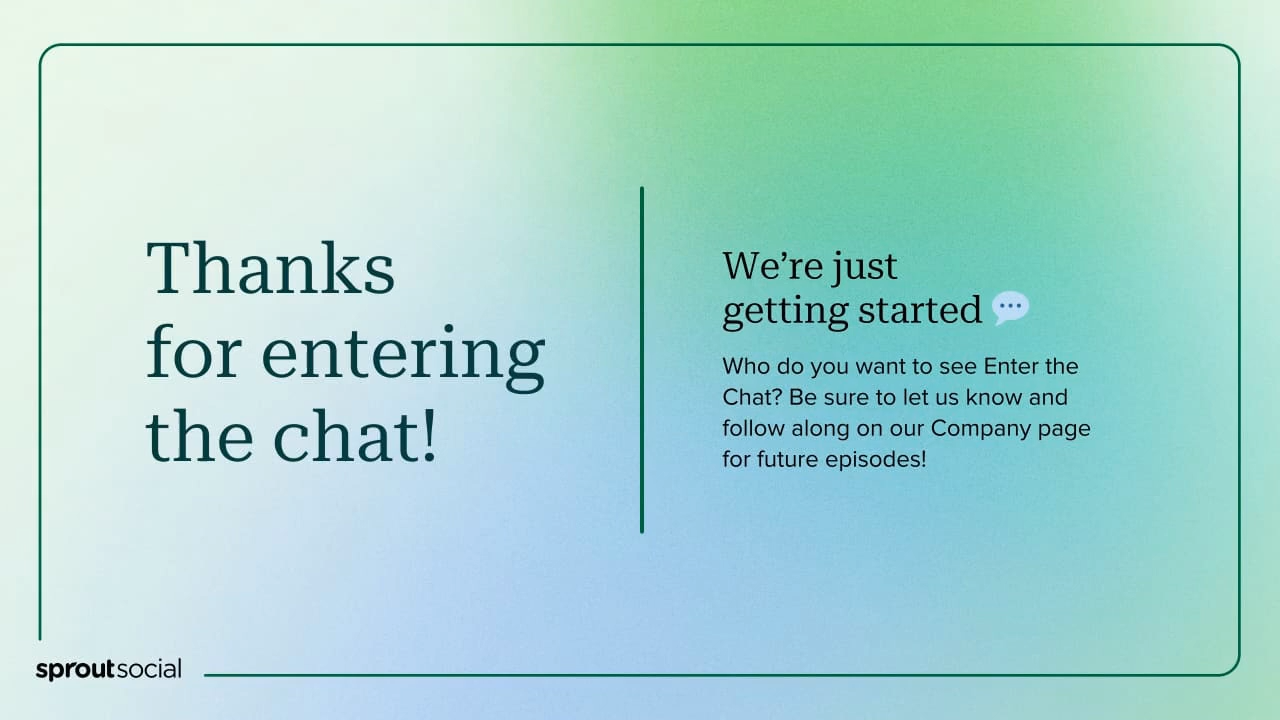 Thanks
for entering
the chat!
We’re just
getting started 💬
Who do you want to see Enter the
Chat? Be sure to let us know and
follow along on our Company page
for future episodes!
sproutsocial